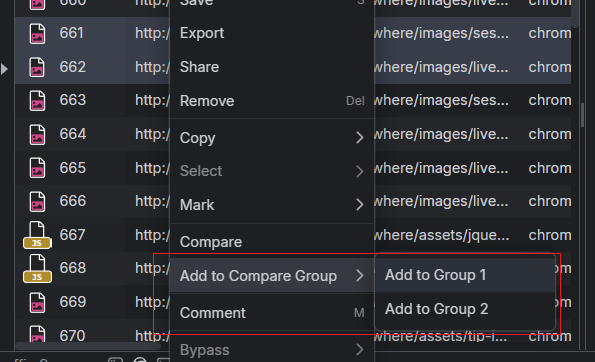 660 http:/ Save S where/images/live... chrom
661 http:/ Export where/images/ses... chrom
662 http:/ Share where/images/live... chrom
663 http:/ Remove Del where/images/ses... chrom
664 http:/ Copy where/images/live... chrom
665 http:/ Select where/images/live... chrom
666 http:/ Mark where/images/live... chrom
JS 667 http:/ Compare where/assets/jque... chrom
JS 668 http:/ Add to Compare Group Add to Group 1
669 http:/ Comment M Add to Group 2
670 http:/ where/assets/tip-i... chrom
Bypass